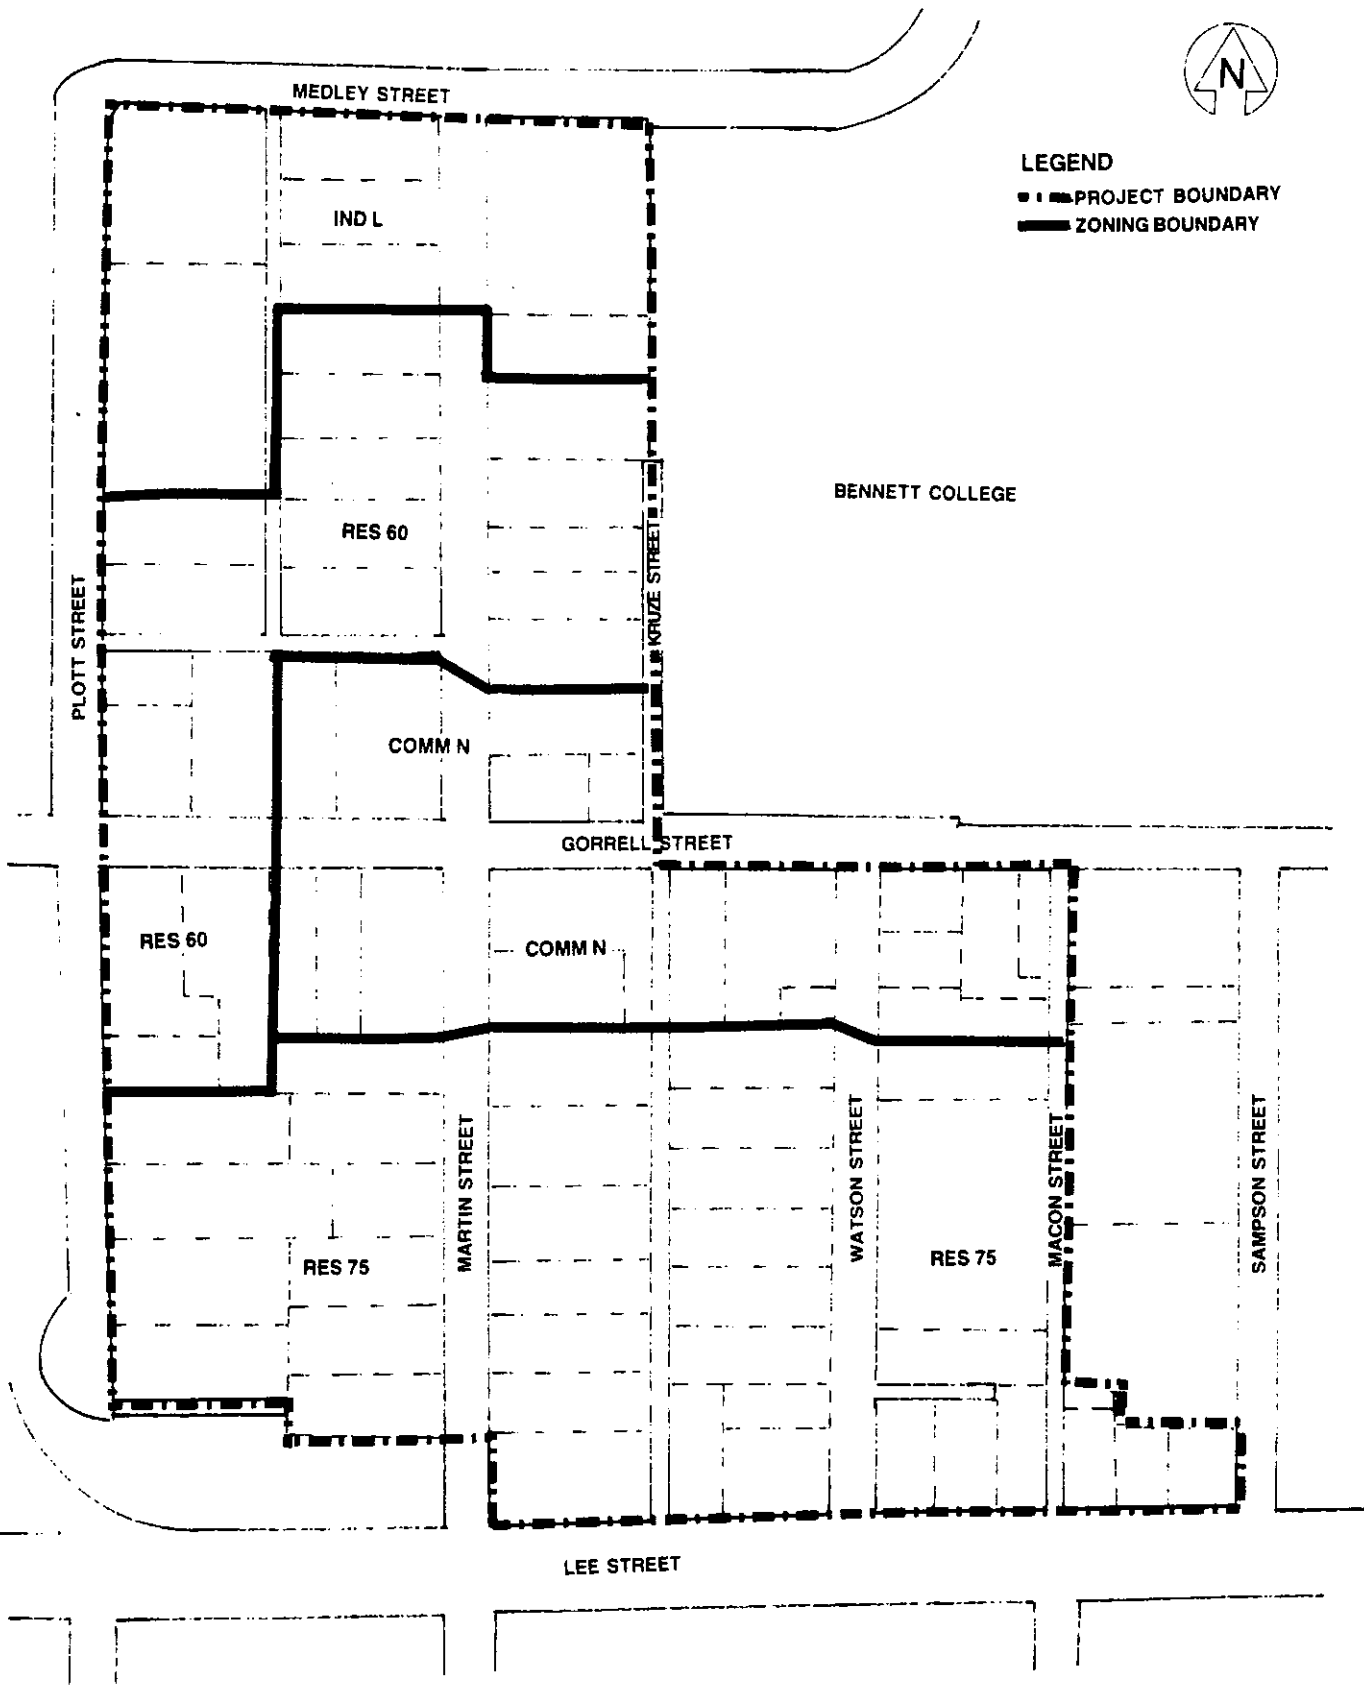 MEDLEY STREET
N
LEGEND
PROJECT BOUNDARY
ZONING BOUNDARY
IND L
BENNETT COLLEGE
RES 60
KRUZE STREET
PLOTT STREET
COMM N
GORRELL STREET
RES 60
COMM N
MARTIN STREET
WATSON STREET
MACON STREET
SAMPSON STREET
RES 75
RES 75
LEE STREET